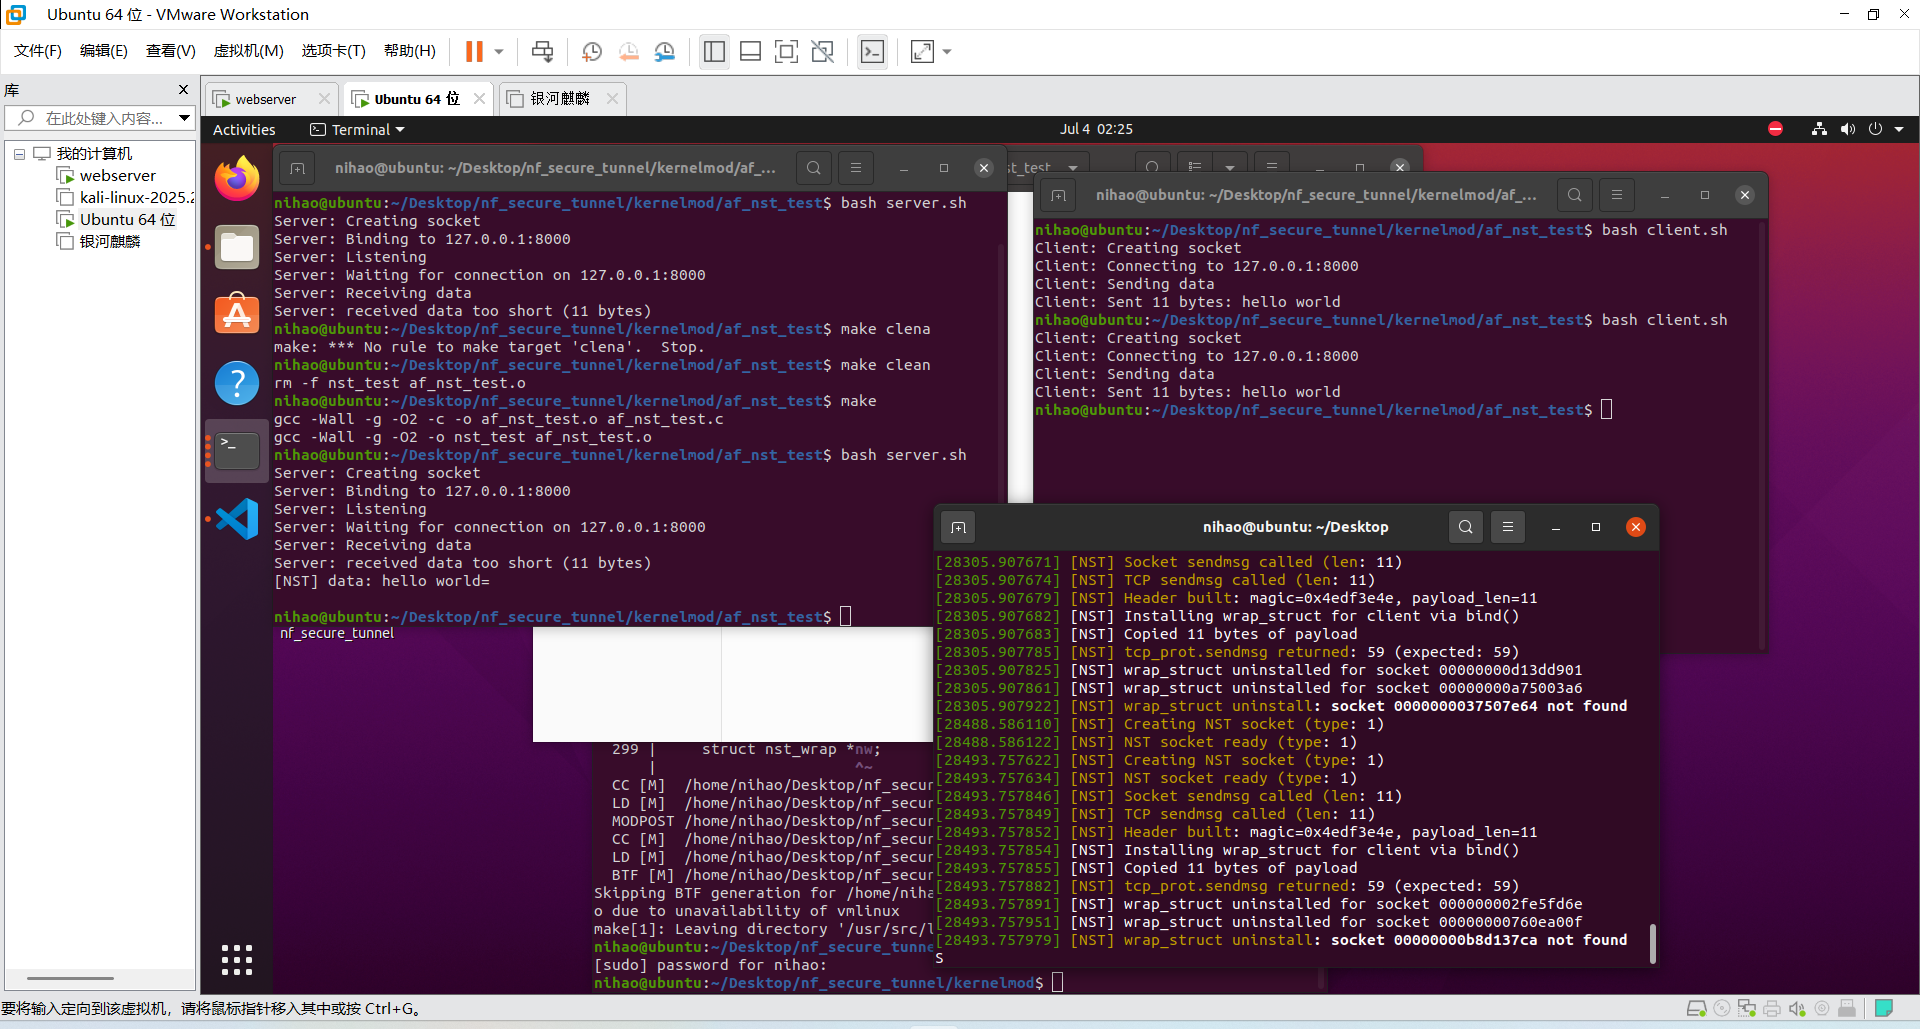 Ubuntu 64 位 - VMware Workstation
文件(F) 编辑(E) 查看(V) 虚拟机(M) 选项卡(T) 帮助(H)
库
在此处键入内容...
我的计算机
webserver
kali-linux-2025.2
Ubuntu 64 位
银河麒麟
webserver
Ubuntu 64 位
银河麒麟
Activities
Terminal
Jul 4 02:25
nihao@ubuntu: ~/Desktop/nf_secure_tunnel/kernelmod/af_...
nihao@ubuntu:~/Desktop/nf_secure_tunnel/kernelmod/af_nst_test$ bash server.sh
Server: Creating socket
Server: Binding to 127.0.0.1:8000
Server: Listening
Server: Waiting for connection on 127.0.0.1:8000
Server: Receiving data
Server: received data too short (11 bytes)
nihao@ubuntu:~/Desktop/nf_secure_tunnel/kernelmod/af_nst_test$ make clena
make: *** No rule to make target 'clena'.  Stop.
nihao@ubuntu:~/Desktop/nf_secure_tunnel/kernelmod/af_nst_test$ make clean
rm -f nst_test af_nst_test.o
nihao@ubuntu:~/Desktop/nf_secure_tunnel/kernelmod/af_nst_test$ make
gcc -Wall -g -O2 -c -o af_nst_test.o af_nst_test.c
gcc -Wall -g -O2 -o nst_test af_nst_test.o
nihao@ubuntu:~/Desktop/nf_secure_tunnel/kernelmod/af_nst_test$ bash server.sh
Server: Creating socket
Server: Binding to 127.0.0.1:8000
Server: Listening
Server: Waiting for connection on 127.0.0.1:8000
Server: Receiving data
Server: received data too short (11 bytes)
[NST] data: hello world=
nihao@ubuntu:~/Desktop/nf_secure_tunnel/kernelmod/af_nst_test$
nf_secure_tunnel
st_test
nihao@ubuntu: ~/Desktop/nf_secure_tunnel/kernelmod/af_...
nihao@ubuntu:~/Desktop/nf_secure_tunnel/kernelmod/af_nst_test$ bash client.sh
Client: Creating socket
Client: Connecting to 127.0.0.1:8000
Client: Sending data
Client: Sent 11 bytes: hello world
nihao@ubuntu:~/Desktop/nf_secure_tunnel/kernelmod/af_nst_test$ bash client.sh
Client: Creating socket
Client: Connecting to 127.0.0.1:8000
Client: Sending data
Client: Sent 11 bytes: hello world
nihao@ubuntu:~/Desktop/nf_secure_tunnel/kernelmod/af_nst_test$
nihao@ubuntu: ~/Desktop
[28305.907671] [NST] Socket sendmsg called (len: 11)
[28305.907674] [NST] TCP sendmsg called (len: 11)
[28305.907679] [NST] Header built: magic=0x4edf3e4e, payload_len=11
[28305.907682] [NST] Installing wrap_struct for client via bind()
[28305.907683] [NST] Copied 11 bytes of payload
[28305.907785] [NST] tcp_prot.sendmsg returned: 59 (expected: 59)
[28305.907825] [NST] wrap_struct uninstalled for socket 00000000d13dd901
[28305.907861] [NST] wrap_struct uninstalled for socket 00000000a75003a6
[28305.907922] [NST] wrap_struct uninstall: socket 0000000037507e64 not found
[28488.586110] [NST] Creating NST socket (type: 1)
[28488.586122] [NST] NST socket ready (type: 1)
[28493.757622] [NST] Creating NST socket (type: 1)
[28493.757634] [NST] NST socket ready (type: 1)
[28493.757846] [NST] Socket sendmsg called (len: 11)
[28493.757849] [NST] TCP sendmsg called (len: 11)
[28493.757852] [NST] Header built: magic=0x4edf3e4e, payload_len=11
[28493.757854] [NST] Installing wrap_struct for client via bind()
[28493.757855] [NST] Copied 11 bytes of payload
[28493.757882] [NST] tcp_prot.sendmsg returned: 59 (expected: 59)
[28493.757891] [NST] wrap_struct uninstalled for socket 000000002fe5fd6e
[28493.757951] [NST] wrap_struct uninstalled for socket 00000000760ea00f
[28493.757979] [NST] wrap_struct uninstall: socket 00000000b8d137ca not found
S
299 |     struct nst_wrap *nw;
|                      ^~
CC [M]  /home/nihao/Desktop/nf_secur
LD [M]  /home/nihao/Desktop/nf_secur
MODPOST /home/nihao/Desktop/nf_secur
CC [M]  /home/nihao/Desktop/nf_secur
LD [M]  /home/nihao/Desktop/nf_secur
BTF [M] /home/nihao/Desktop/nf_secur
Skipping BTF generation for /home/niha
o due to unavailability of vmlinux
make[1]: Leaving directory '/usr/src/l
nihao@ubuntu:~/Desktop/nf_secure_tunne
[sudo] password for nihao:
nihao@ubuntu:~/Desktop/nf_secure_tunnel/kernelmod$
要将输入定向到该虚拟机，请将鼠标指针移入其中或按 Ctrl+G。